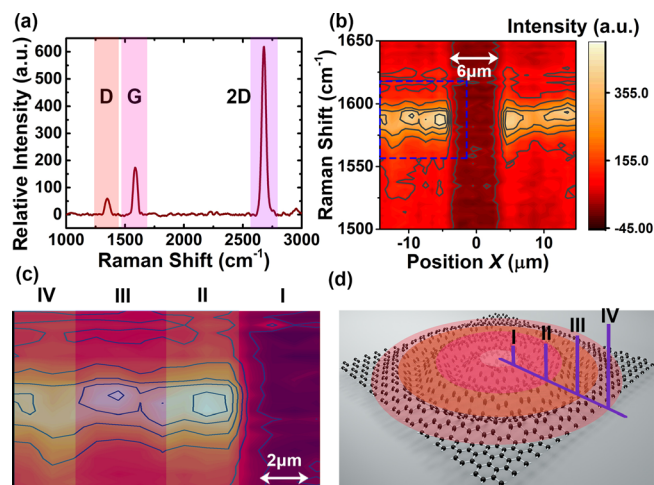 (a)
Relative Intensity (a.u.)
600
500
400
300
200
100
0
D
G
2D
1000
1500
2000
2500
3000
Raman Shift (cm⁻¹)
(b)
Intensity (a.u.)
Raman Shift (cm⁻¹)
1650
1600
1550
1500
6μm
-10
0
10
Position X (μm)
355.0
155.0
-45.00
(c)
IV
III
II
I
2μm
(d)
I
II
III
IV